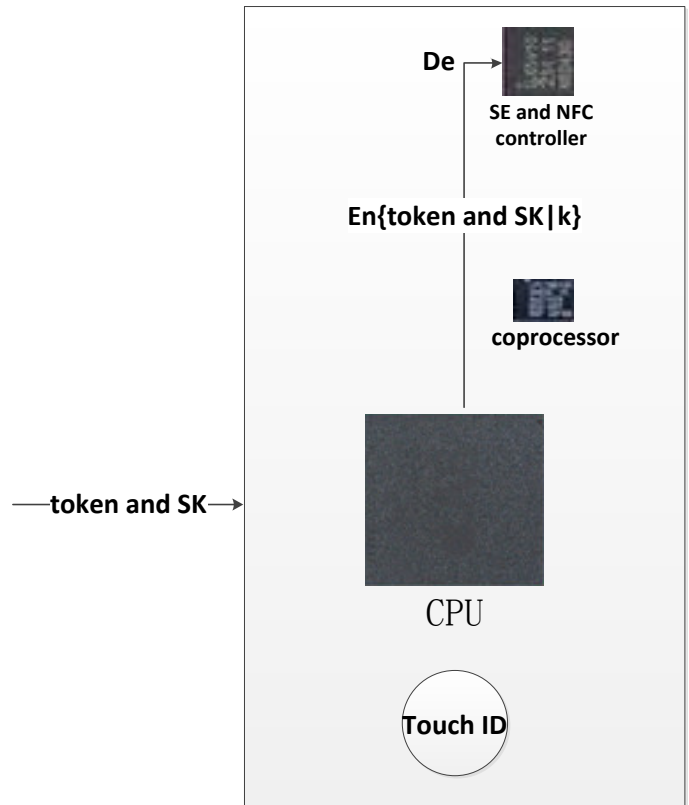 De
SE and NFC
controller
En{token and SK|k}
coprocessor
token and SK
CPU
Touch ID